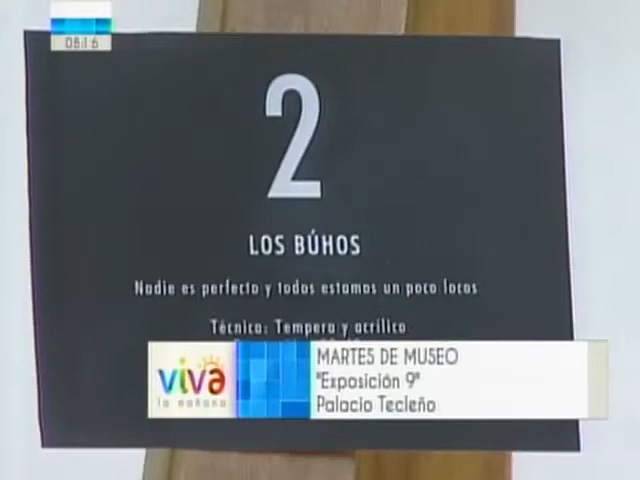 08:16
2
LOS BÚHOS
Nadie es perfecto y todos estamos un poco locos
Técnica: Tempera y acrílico
viva
la mañana
MARTES DE MUSEO
"Exposición 9"
Palacio Tecleño